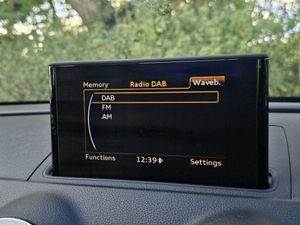 Memory Radio DAB Waveb.
DAB
FM
AM
Functions 12:39 Settings